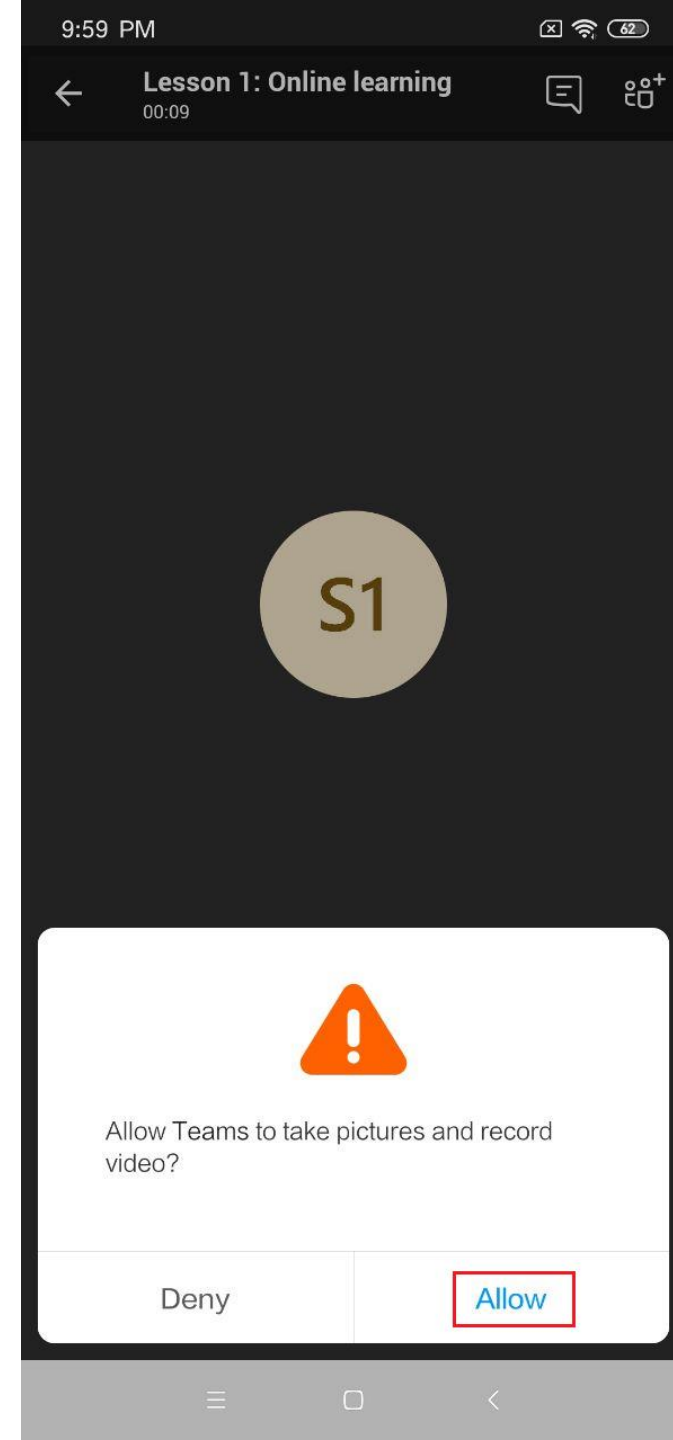 9:59 PM
62
Lesson 1: Online learning
00:09
S1
Allow Teams to take pictures and record
video?
Deny
Allow